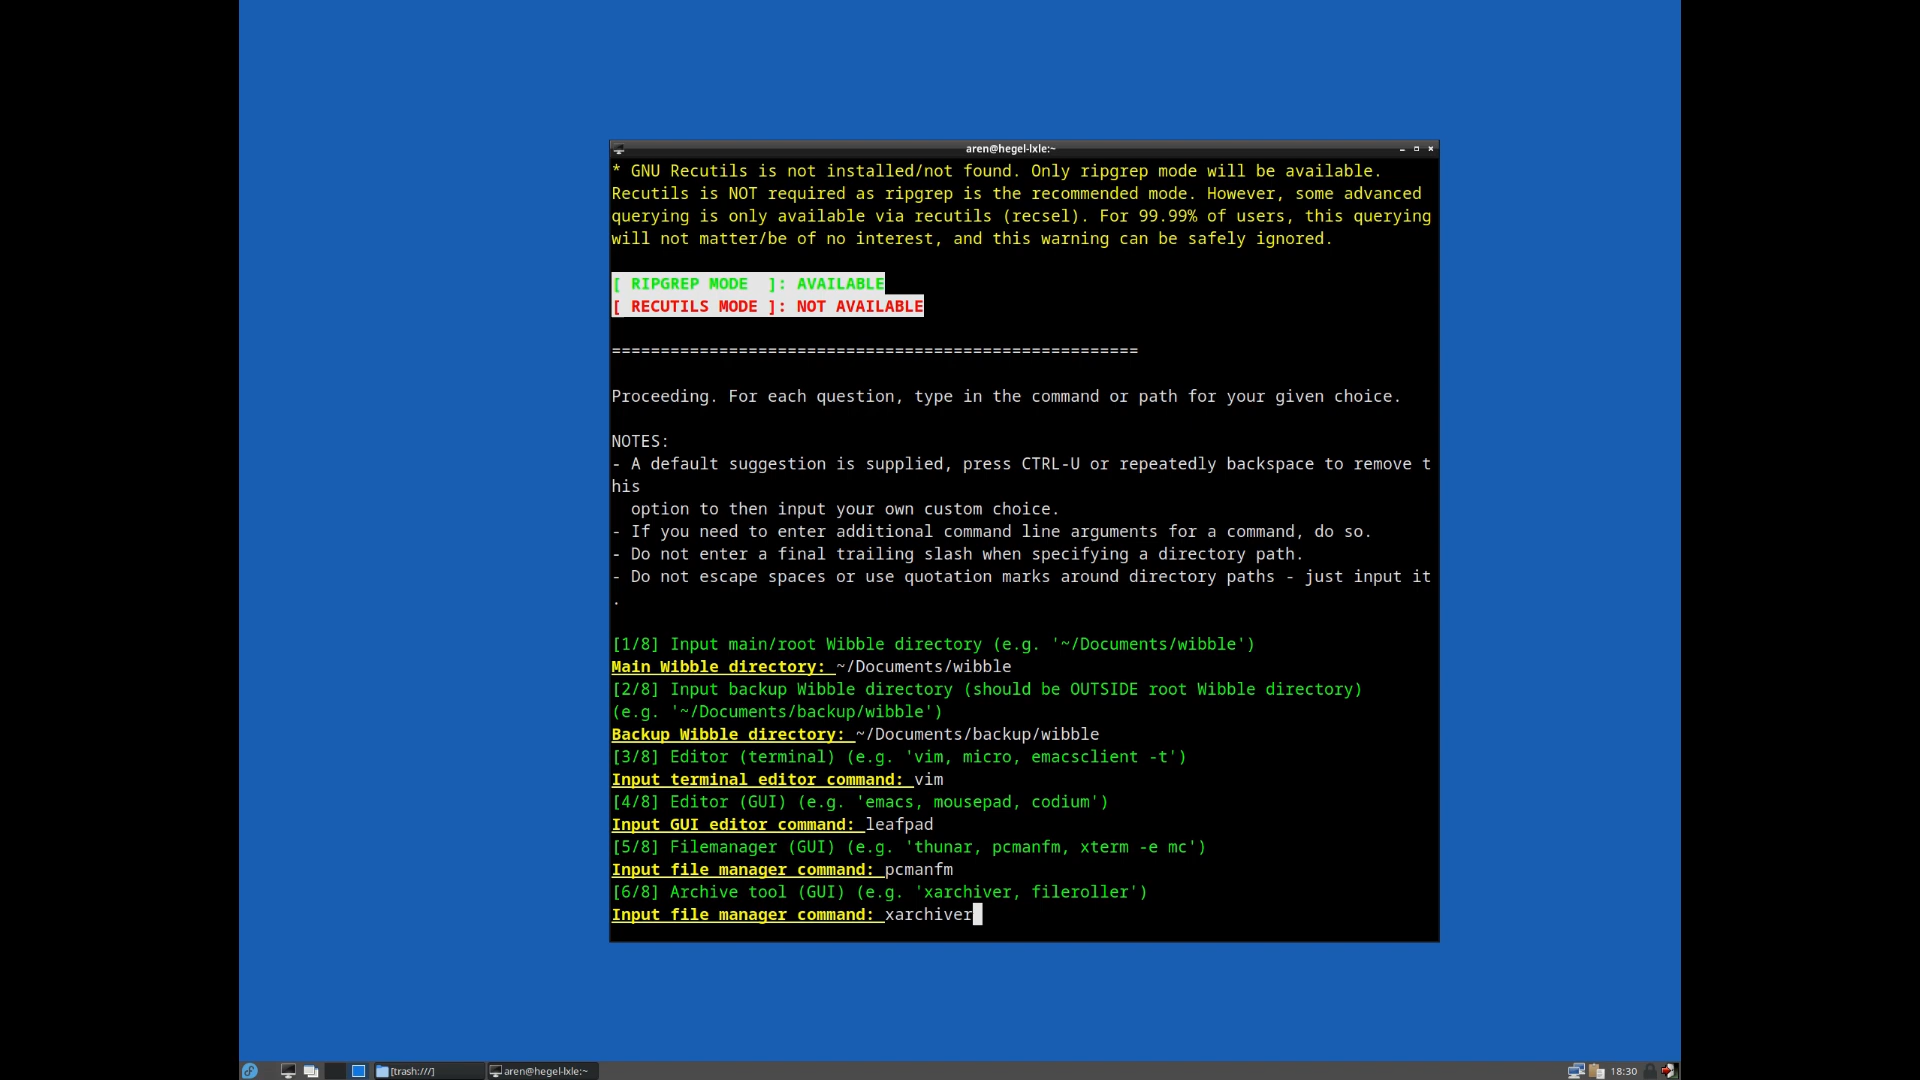 aren@hegel-lxle:~
* GNU Recutils is not installed/not found. Only ripgrep mode will be available.
Recutils is NOT required as ripgrep is the recommended mode. However, some advanced
querying is only available via recutils (recsel). For 99.99% of users, this querying
will not matter/be of no interest, and this warning can be safely ignored.
[ RIPGREP MODE  ]: AVAILABLE
[ RECUTILS MODE ]: NOT AVAILABLE
======================================================
Proceeding. For each question, type in the command or path for your given choice.
NOTES:
- A default suggestion is supplied, press CTRL-U or repeatedly backspace to remove t
his
  option to then input your own custom choice.
- If you need to enter additional command line arguments for a command, do so.
- Do not enter a final trailing slash when specifying a directory path.
- Do not escape spaces or use quotation marks around directory paths - just input it
.
[1/8] Input main/root Wibble directory (e.g. '~/Documents/wibble')
Main Wibble directory: ~/Documents/wibble
[2/8] Input backup Wibble directory (should be OUTSIDE root Wibble directory)
(e.g. '~/Documents/backup/wibble')
Backup Wibble directory: ~/Documents/backup/wibble
[3/8] Editor (terminal) (e.g. 'vim, micro, emacsclient -t')
Input terminal editor command: vim
[4/8] Editor (GUI) (e.g. 'emacs, mousepad, codium')
Input GUI editor command: leafpad
[5/8] Filemanager (GUI) (e.g. 'thunar, pcmanfm, xterm -e mc')
Input file manager command: pcmanfm
[6/8] Archive tool (GUI) (e.g. 'xarchiver, fileroller')
Input file manager command: xarchiver
[trash:///]
aren@hegel-lxle:~
18:30